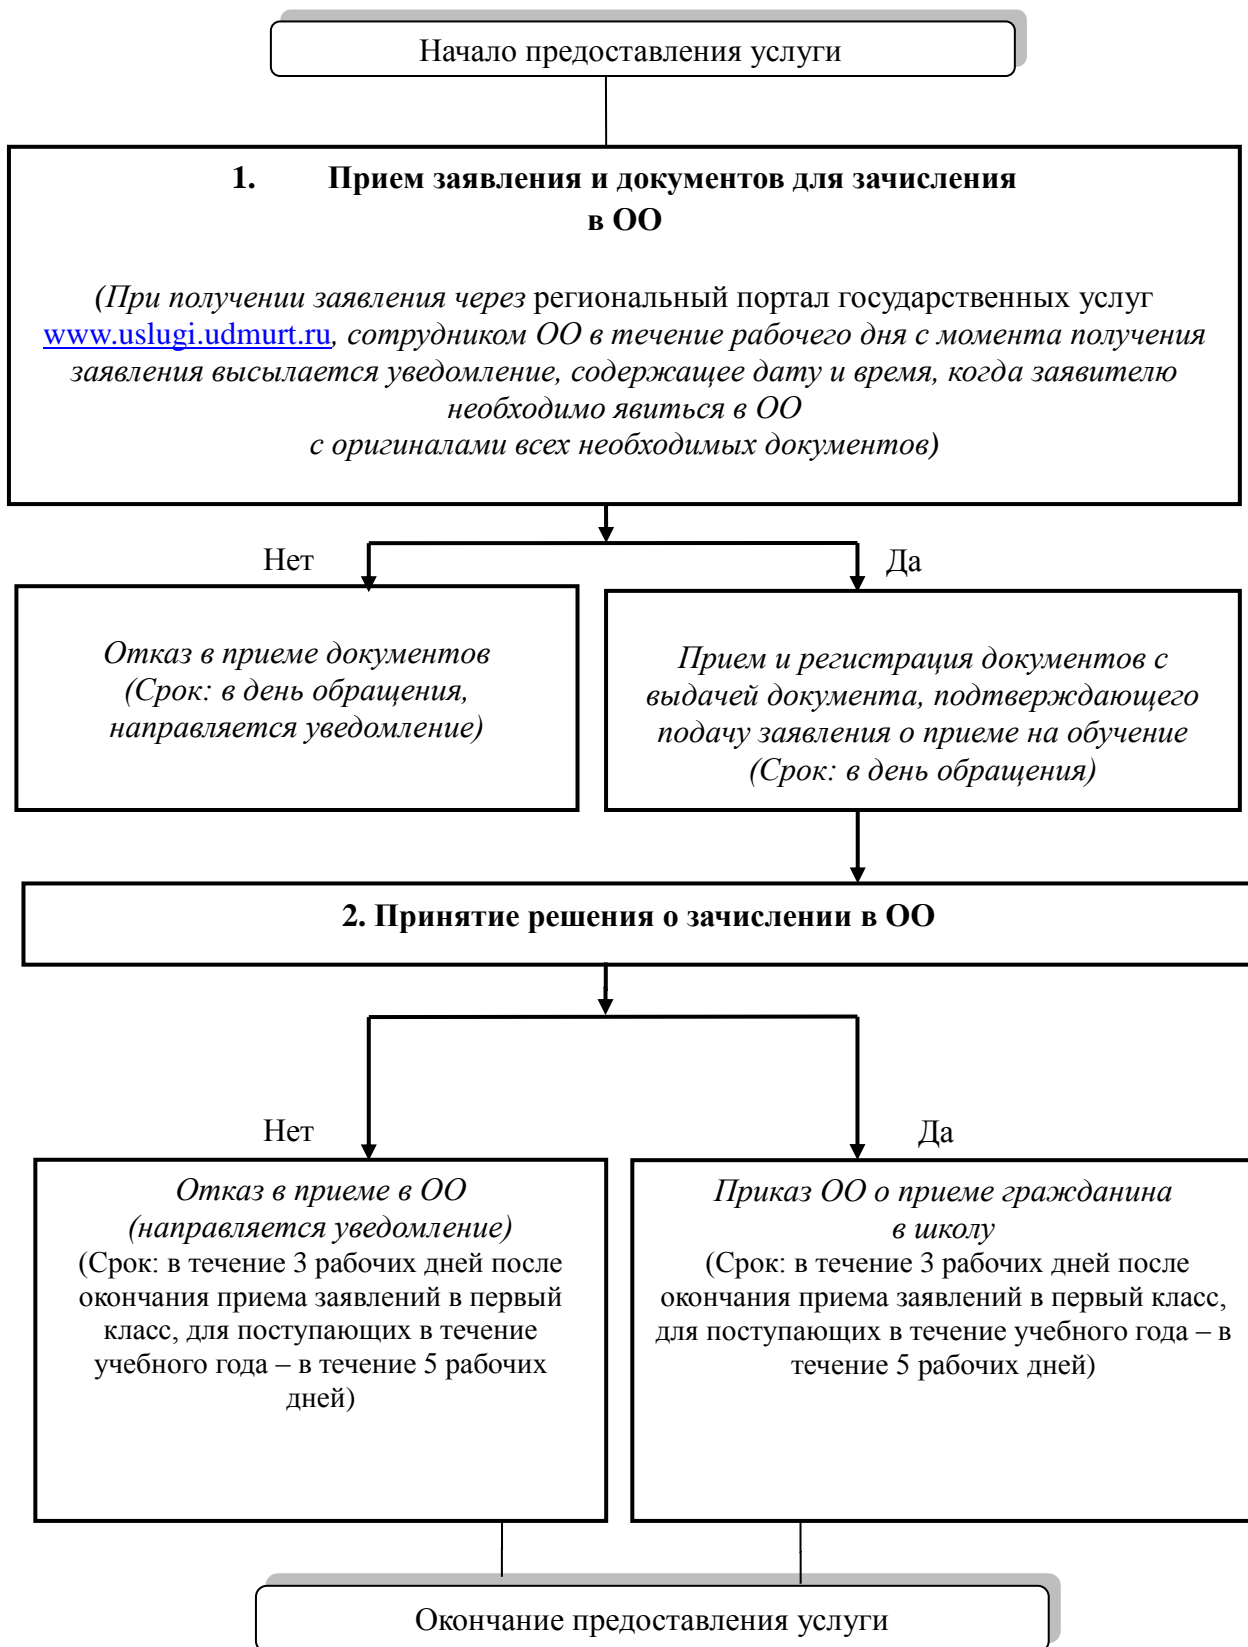 Начало предоставления услуги
1. Прием заявления и документов для зачисления
в ОО
(При получении заявления через региональный портал государственных услуг
www.uslugi.udmurt.ru, сотрудником ОО в течение рабочего дня с момента получения
заявления высылается уведомление, содержащее дату и время, когда заявителю
необходимо явиться в ОО
с оригиналами всех необходимых документов)
Нет
Да
Отказ в приеме документов
(Срок: в день обращения,
направляется уведомление)
Прием и регистрация документов с
выдачей документа, подтверждающего
подачу заявления о приеме на обучение
(Срок: в день обращения)
2. Принятие решения о зачислении в ОО
Нет
Да
Отказ в приеме в ОО
(направляется уведомление)
(Срок: в течение 3 рабочих дней после
окончания приема заявлений в первый
класс, для поступающих в течение
учебного года – в течение 5 рабочих
дней)
Приказ ОО о приеме гражданина
в школу
(Срок: в течение 3 рабочих дней после
окончания приема заявлений в первый класс,
для поступающих в течение учебного года – в
течение 5 рабочих дней)
Окончание предоставления услуги